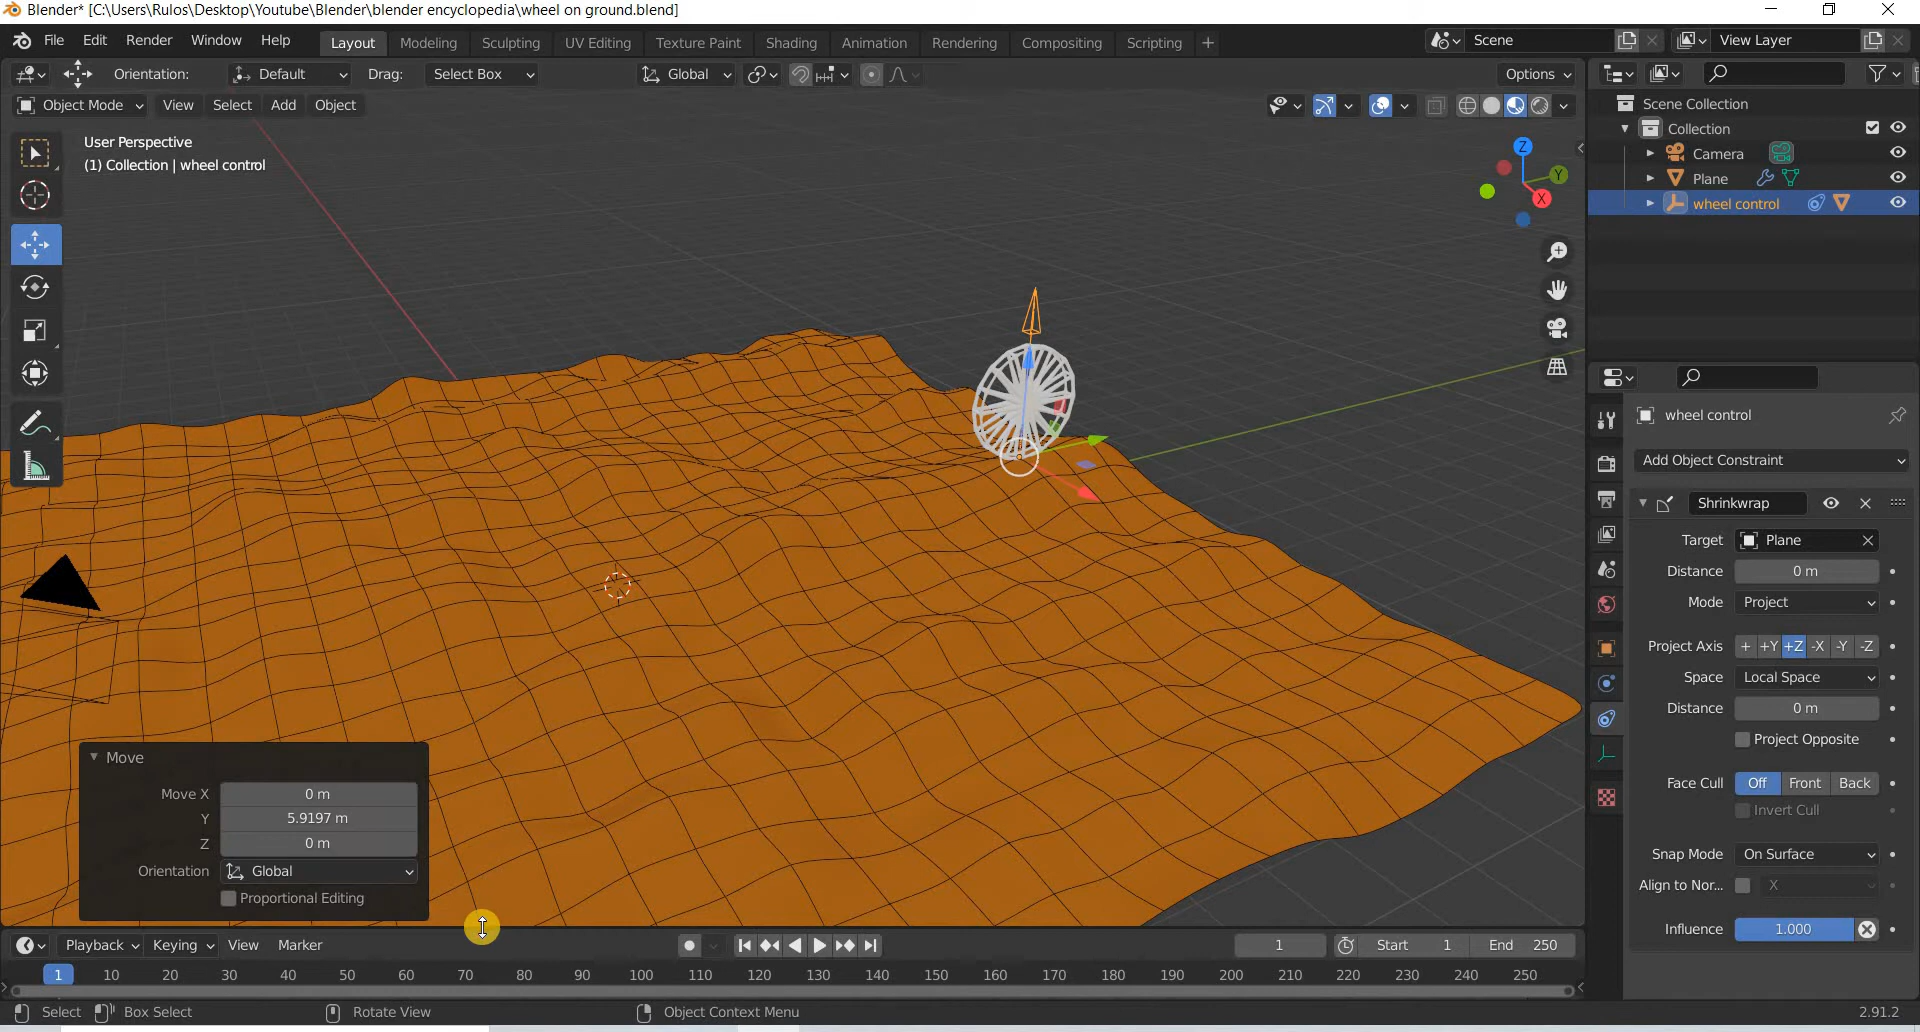 Blender* [C:\Users\Rulos\Desktop\Youtube\Blender\blender encyclopedia\wheel on ground.blend]
File Edit Render Window Help Layout Modeling Sculpting UV Editing Texture Paint Shading Animation Rendering Compositing Scripting + Scene View Layer
Orientation: Default Drag: Select Box Global Options
Object Mode View Select Add Object
User Perspective
(1) Collection | wheel control
Z
Y
X
Scene Collection
Collection
Camera
Plane
wheel control
wheel control
Add Object Constraint
Shrinkwrap
Target Plane
Distance 0 m
Mode Project
Project Axis + +Y +Z -X -Y -Z
Space Local Space
Distance 0 m
Project Opposite
Face Cull Off Front Back
Invert Cull
Snap Mode On Surface
Align to Nor... X
Influence 1.000
Move
Move X 0 m
Y 5.9197 m
Z 0 m
Orientation Global
Proportional Editing
Playback Keying View Marker 1 Start 1 End 250
1 10 20 30 40 50 60 70 80 90 100 110 120 130 140 150 160 170 180 190 200 210 220 230 240 250
Select Box Select Rotate View Object Context Menu 2.91.2